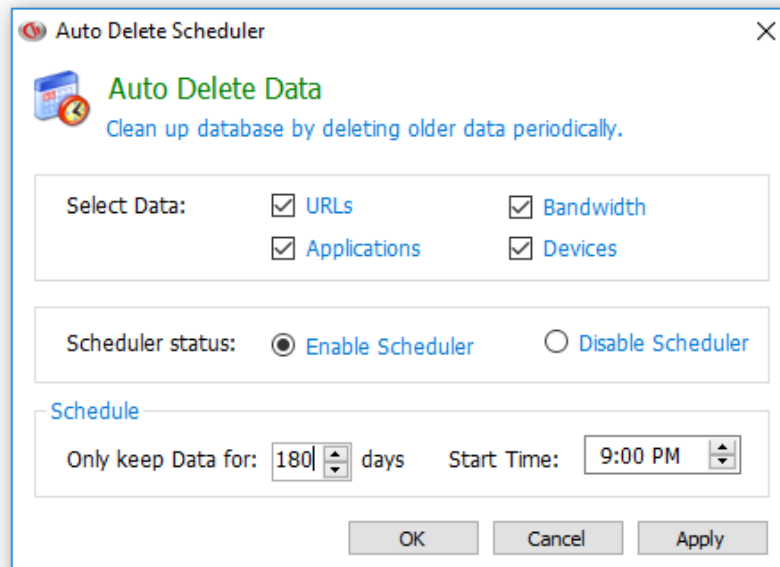 Auto Delete Scheduler
Auto Delete Data
Clean up database by deleting older data periodically.
Select Data: URLs Bandwidth
Applications Devices
Scheduler status: Enable Scheduler Disable Scheduler
Schedule
Only keep Data for: 180 days Start Time: 9:00 PM
OK Cancel Apply